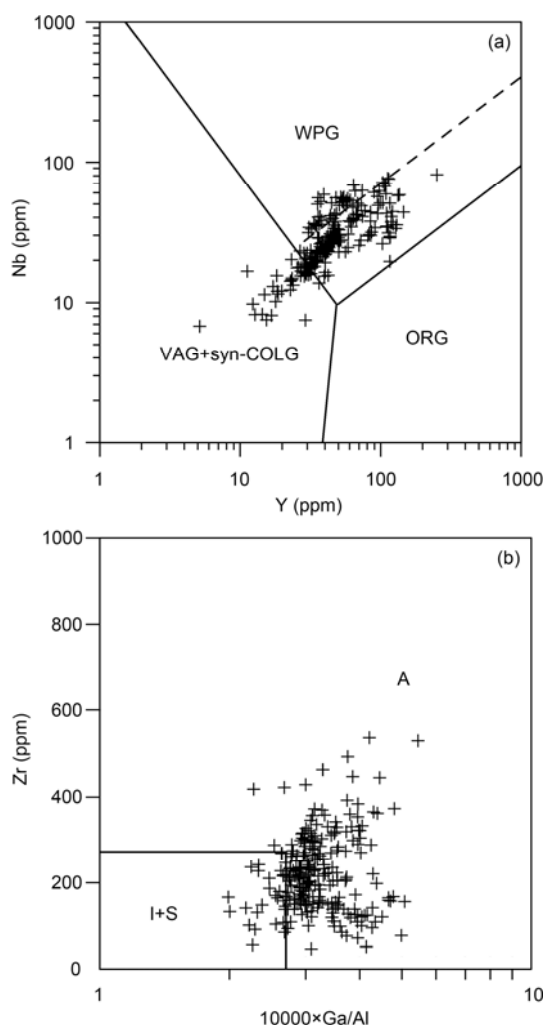 (a)
1000
WPG
100
Nb (ppm)
10
ORG
VAG+syn-COLG
1
1 10 100 1000
Y (ppm)
1000 (b)
800
A
600
Zr (ppm)
400
200
I+S
0
1 10
10000×Ga/Al